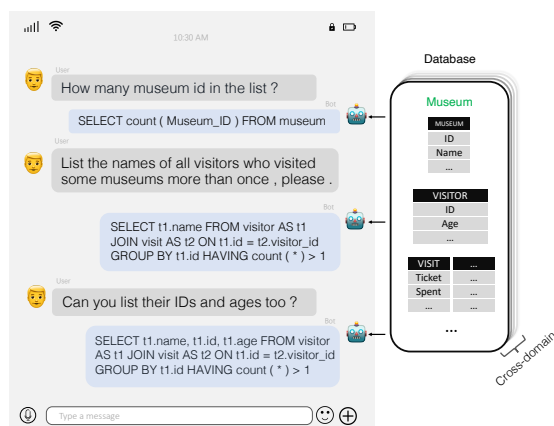 10:30 AM
User
How many museum id in the list ?
Bot
SELECT count ( Museum_ID ) FROM museum
User
List the names of all visitors who visited
some museums more than once , please .
Bot
SELECT t1.name FROM visitor AS t1
JOIN visit AS t2 ON t1.id = t2.visitor_id
GROUP BY t1.id HAVING count ( * ) > 1
User
Can you list their IDs and ages too ?
Bot
SELECT t1.name, t1.id, t1.age FROM visitor
AS t1 JOIN visit AS t2 ON t1.id = t2.visitor_id
GROUP BY t1.id HAVING count ( * ) > 1
Type a message
Database
Museum
MUSEUM
ID
Name
...
VISITOR
ID
Age
...
VISIT ...
Ticket ...
Spent ...
... ...
...
Cross-domain